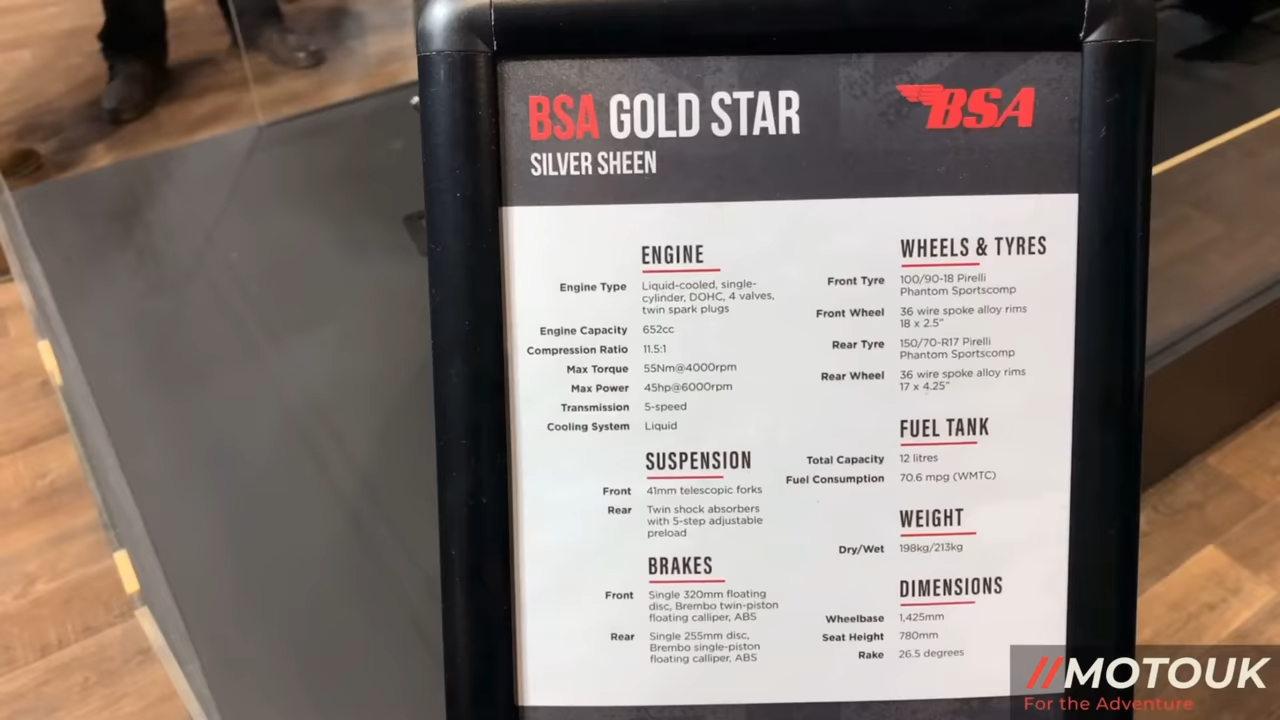 BSA GOLD STAR
SILVER SHEEN
BSA
ENGINE
Engine Type Liquid-cooled, single-
cylinder, DOHC, 4 valves,
twin spark plugs
Engine Capacity 652cc
Compression Ratio 11.5:1
Max Torque 55Nm@4000rpm
Max Power 45hp@6000rpm
Transmission 5-speed
Cooling System Liquid
SUSPENSION
Front 41mm telescopic forks
Rear Twin shock absorbers
with 5-step adjustable
preload
BRAKES
Front Single 320mm floating
disc, Brembo twin-piston
floating calliper, ABS
Rear Single 255mm disc,
Brembo single-piston
floating calliper, ABS
WHEELS & TYRES
Front Tyre 100/90-18 Pirelli
Phantom Sportscomp
Front Wheel 36 wire spoke alloy rims
18 x 2.5"
Rear Tyre 150/70-R17 Pirelli
Phantom Sportscomp
Rear Wheel 36 wire spoke alloy rims
17 x 4.25"
FUEL TANK
Total Capacity 12 litres
Fuel Consumption 70.6 mpg (WMTC)
WEIGHT
Dry/Wet 198kg/213kg
DIMENSIONS
Wheelbase 1,425mm
Seat Height 780mm
Rake 26.5 degrees
//MOTOUK
For the Adventure